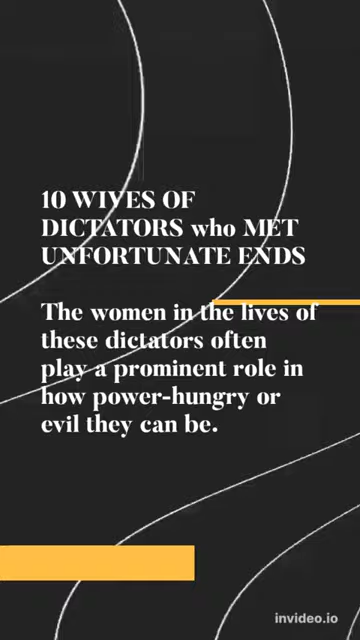 10 WIVES OF
DICTATORS who MET
UNFORTUNATE ENDS
The women in the lives of
these dictators often
play a prominent role in
how power-hungry or
evil they can be.
invideo.io